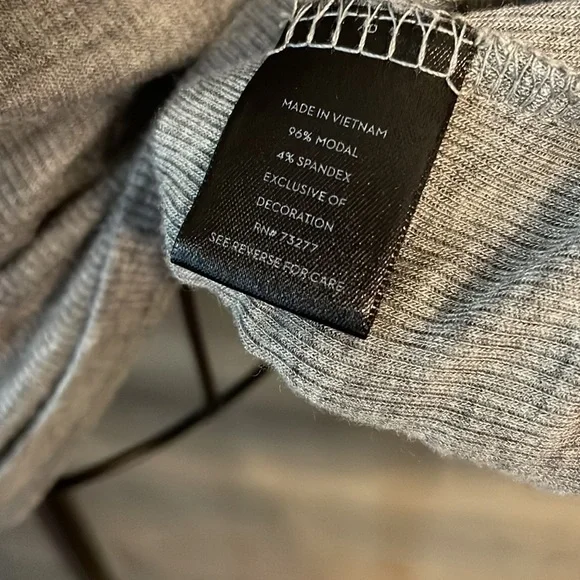 MADE IN VIETNAM
96% MODAL
4% SPANDEX
EXCLUSIVE OF
DECORATION
RN# 73277
SEE REVERSE FOR CARE